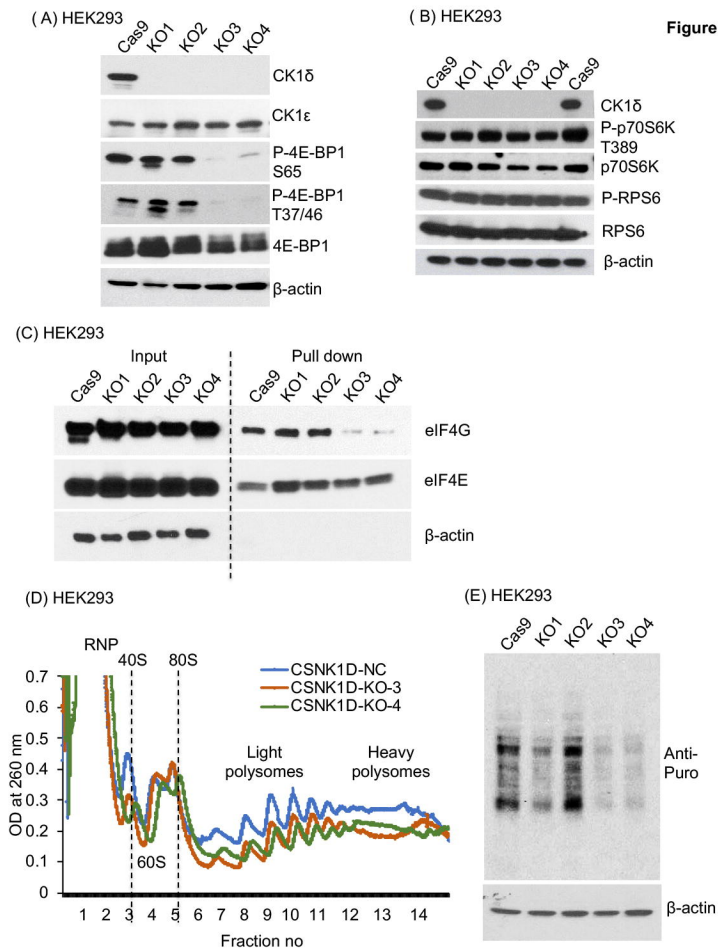 ( A) HEK293
Cas9 KO1 KO2 KO3 KO4
CK1δ
CK1ε
P-4E-BP1
S65
P-4E-BP1
T37/46
4E-BP1
β-actin
( B) HEK293
Figure
Cas9 KO1 KO2 KO3 KO4 Cas9
CK1δ
P-p70S6K
T389
p70S6K
P-RPS6
RPS6
β-actin
(C) HEK293
Input Pull down
Cas9 KO1 KO2 KO3 KO4 Cas9 KO1 KO2 KO3 KO4
eIF4G
eIF4E
β-actin
(D) HEK293
RNP
40S 80S
CSNK1D-NC
CSNK1D-KO-3
CSNK1D-KO-4
Light
polysomes
Heavy
polysomes
60S
OD at 260 nm
0.7
0.6
0.5
0.4
0.3
0.2
0.1
0
1 2 3 4 5 6 7 8 9 10 11 12 13 14
Fraction no
( E) HEK293
Cas9 KO1 KO2 KO3 KO4
Anti-
Puro
β-actin